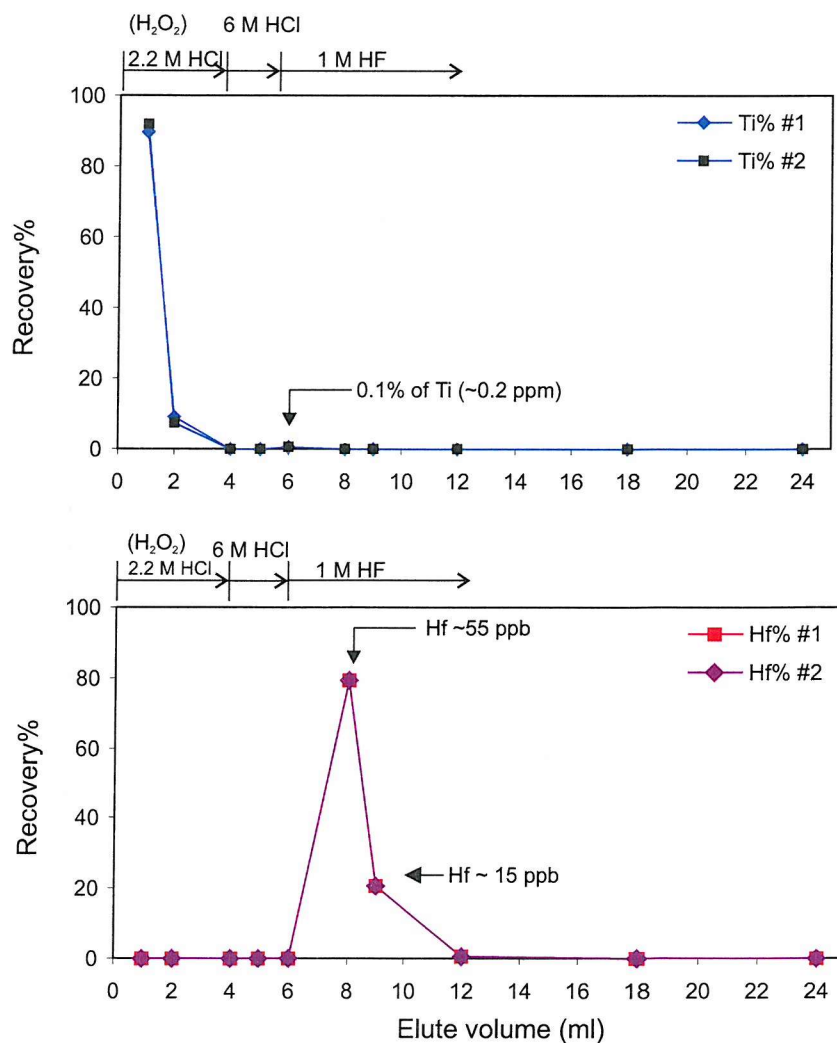 (H₂O₂) 6 M HCl
2.2 M HCl 1 M HF
100
80
60
40
20
0
Recovery%
Ti% #1
Ti% #2
0.1% of Ti (~0.2 ppm)
0 2 4 6 8 10 12 14 16 18 20 22 24
(H₂O₂) 6 M HCl
2.2 M HCl 1 M HF
100
80
60
40
20
0
Recovery%
Hf ~55 ppb
Hf% #1
Hf% #2
Hf ~ 15 ppb
0 2 4 6 8 10 12 14 16 18 20 22 24
Elute volume (ml)